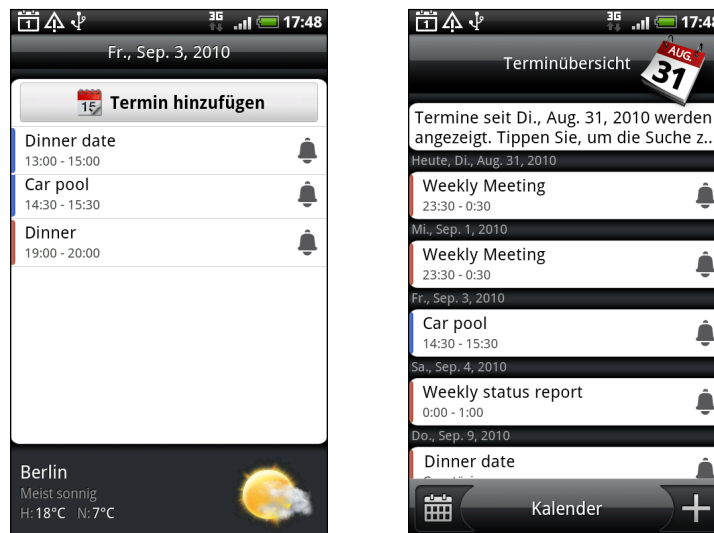 1
3G
17:48
Fr., Sep. 3, 2010
15
Termin hinzufügen
Dinner date
13:00 - 15:00
Car pool
14:30 - 15:30
Dinner
19:00 - 20:00
Berlin
Meist sonnig
H:18°C N:7°C
1
3G
17:48
Terminübersicht
AUG.
31
Termine seit Di., Aug. 31, 2010 werden
angezeigt. Tippen Sie, um die Suche z...
Heute, Di., Aug. 31, 2010
Weekly Meeting
23:30 - 0:30
Mi., Sep. 1, 2010
Weekly Meeting
23:30 - 0:30
Fr., Sep. 3, 2010
Car pool
14:30 - 15:30
Sa., Sep. 4, 2010
Weekly status report
0:00 - 1:00
Do., Sep. 9, 2010
Dinner date
Kalender